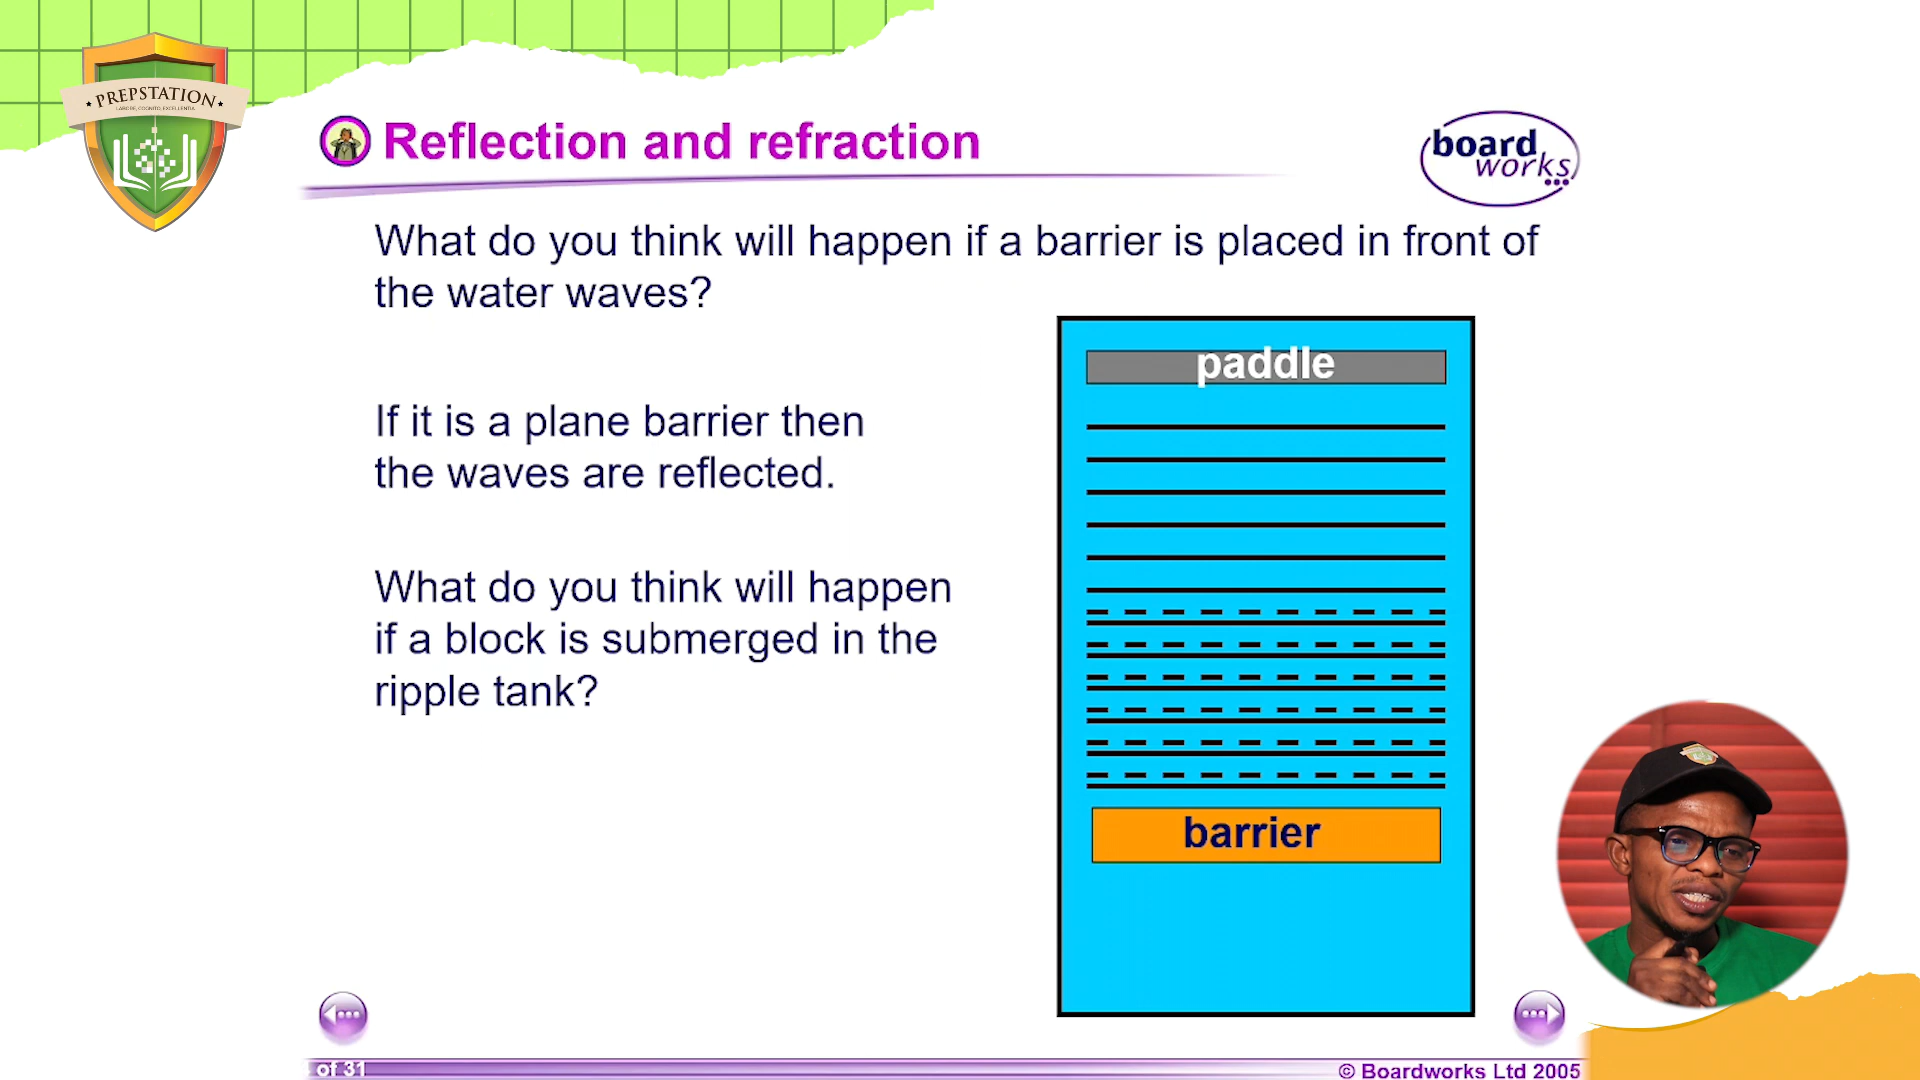 PREPSTATION
Reflection and refraction
board
works
What do you think will happen if a barrier is placed in front of
the water waves?
paddle
If it is a plane barrier then
the waves are reflected.
What do you think will happen
if a block is submerged in the
ripple tank?
barrier
of 31
© Boardworks Ltd 2005